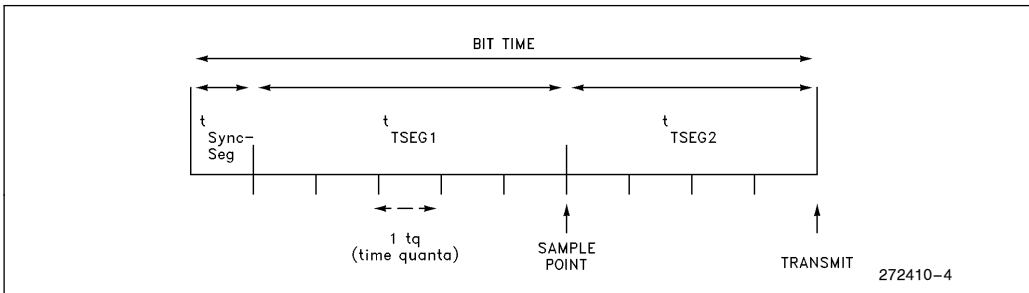 BIT TIME
t
Sync-
Seg
t
TSEG1
t
TSEG2
1 tq
(time quanta)
SAMPLE
POINT
TRANSMIT
272410-4